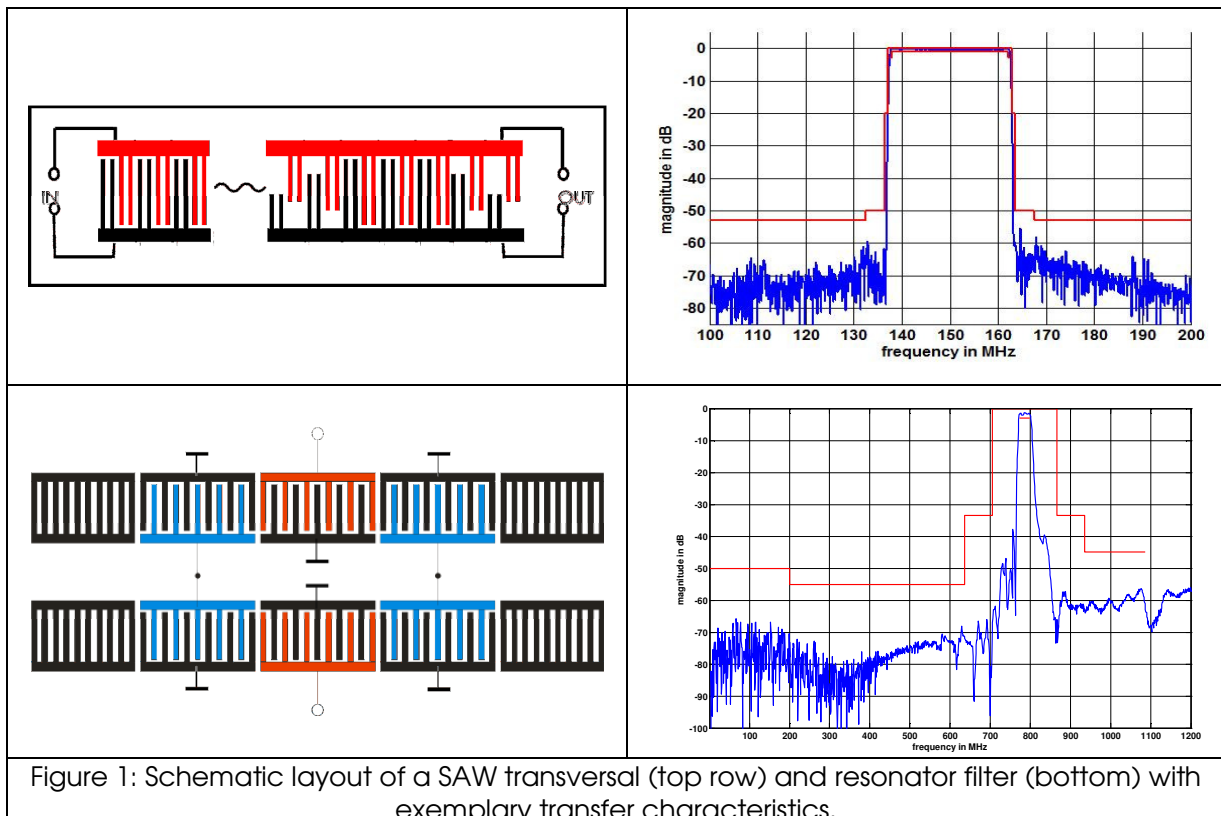 IN
OUT
0
-10
-20
-30
-40
-50
-60
-70
-80
magnitude in dB
100 110 120 130 140 150 160 170 180 190 200
frequency in MHz
0
-10
-20
-30
-40
-50
-60
-70
-80
-90
-100
magnitude in dB
100 200 300 400 500 600 700 800 900 1000 1100 1200
frequency in MHz
Figure 1: Schematic layout of a SAW transversal (top row) and resonator filter (bottom) with
exemplary transfer characteristics.